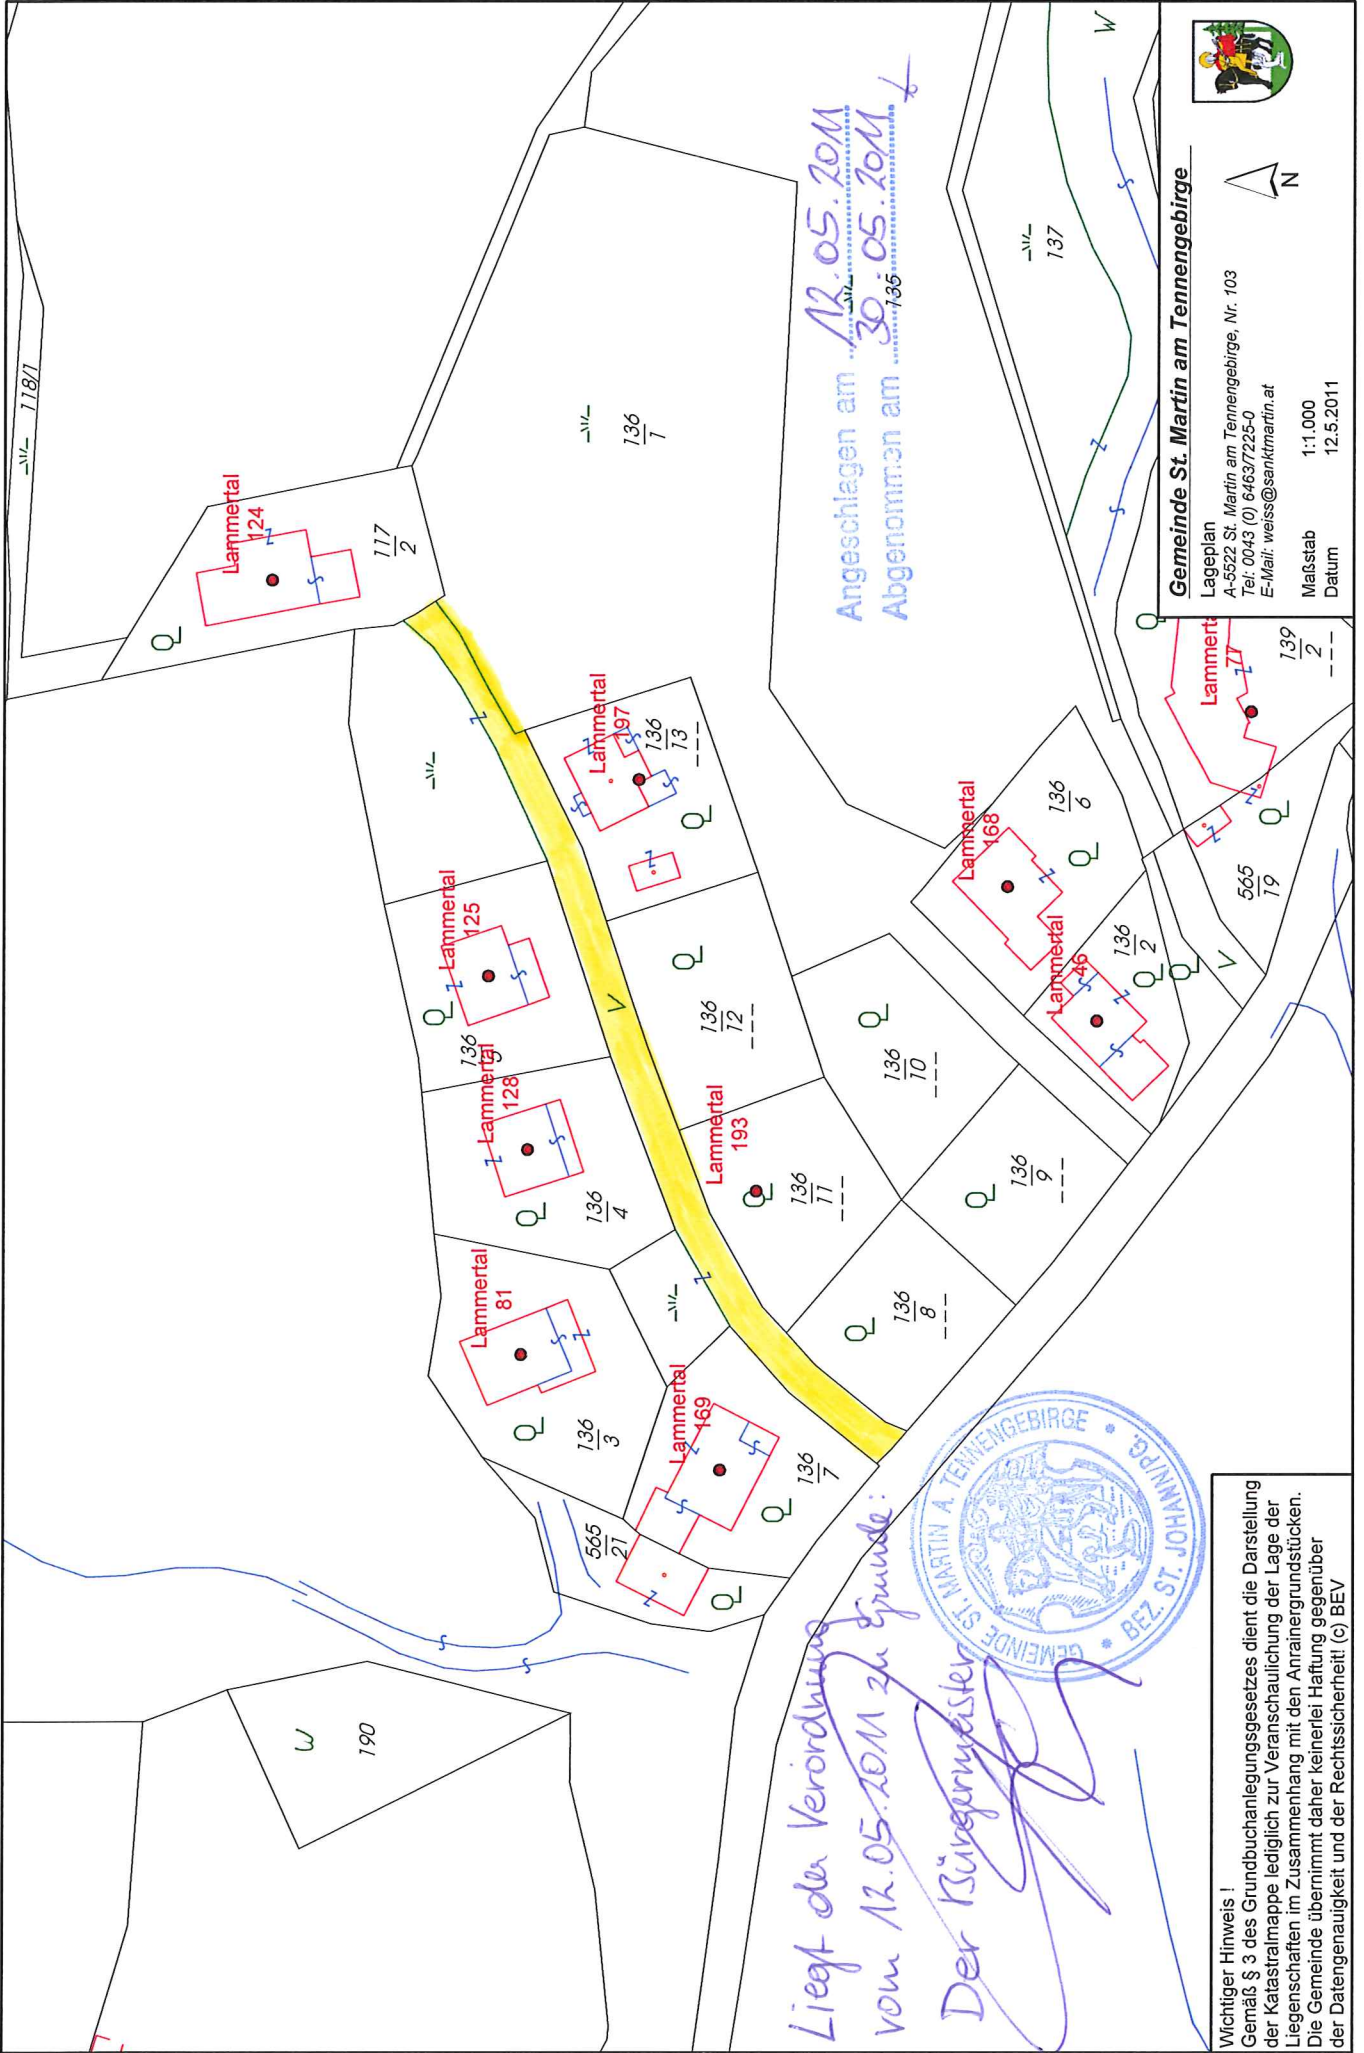 118/1
Lammertal
124
117
2
136
1
Angeschlagen am 12.05.2011
Abgenommen am 30.05.2011
135
137
W
Lammertal
197
136
13
Lammertal
125
136
Lammertal
128
136
4
Lammertal
81
136
3
Lammertal
169
136
7
565
21
V
136
12
Lammertal
193
136
11
136
10
136
9
136
8
Lammertal
168
136
6
Lammertal
46
136
2
V
565
19
Lammerta
77
139
2
W
190
Gemeinde St. Martin am Tennengebirge
Lageplan
A-5522 St. Martin am Tennengebirge, Nr. 103
Tel: 0043 (0) 6463/7225-0
E-Mail: weiss@sanktmartin.at
Maßstab 1:1.000
Datum 12.5.2011
N
Liegt der Verordnung
vom 12.05.2011 zu Grunde:
Der Bürgermeister
GEMEINDE ST. MARTIN A. TENNENGEBIRGE
BEZ. ST. JOHANN/PG.
Wichtiger Hinweis !
Gemäß § 3 des Grundbuchanlegungsgesetzes dient die Darstellung
der Katastralmappe lediglich zur Veranschaulichung der Lage der
Liegenschaften im Zusammenhang mit den Anrainergrundstücken.
Die Gemeinde übernimmt daher keinerlei Haftung gegenüber
der Datengenauigkeit und der Rechtssicherheit! (c) BEV